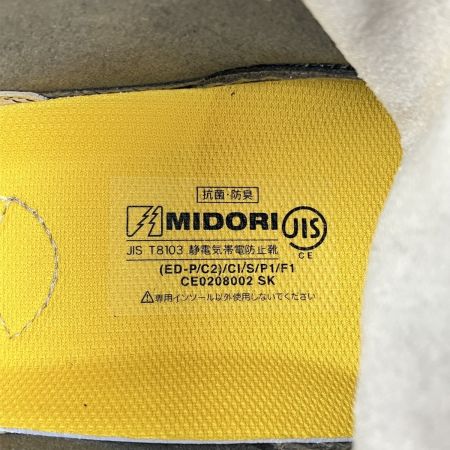 抗菌・防臭
MIDORI JIS
JIS T8103 静電気帯電防止靴 CE
(ED-P/C2)/CI/S/P1/F1
CE0208002 SK
⚠専用インソール以外使用しないでください